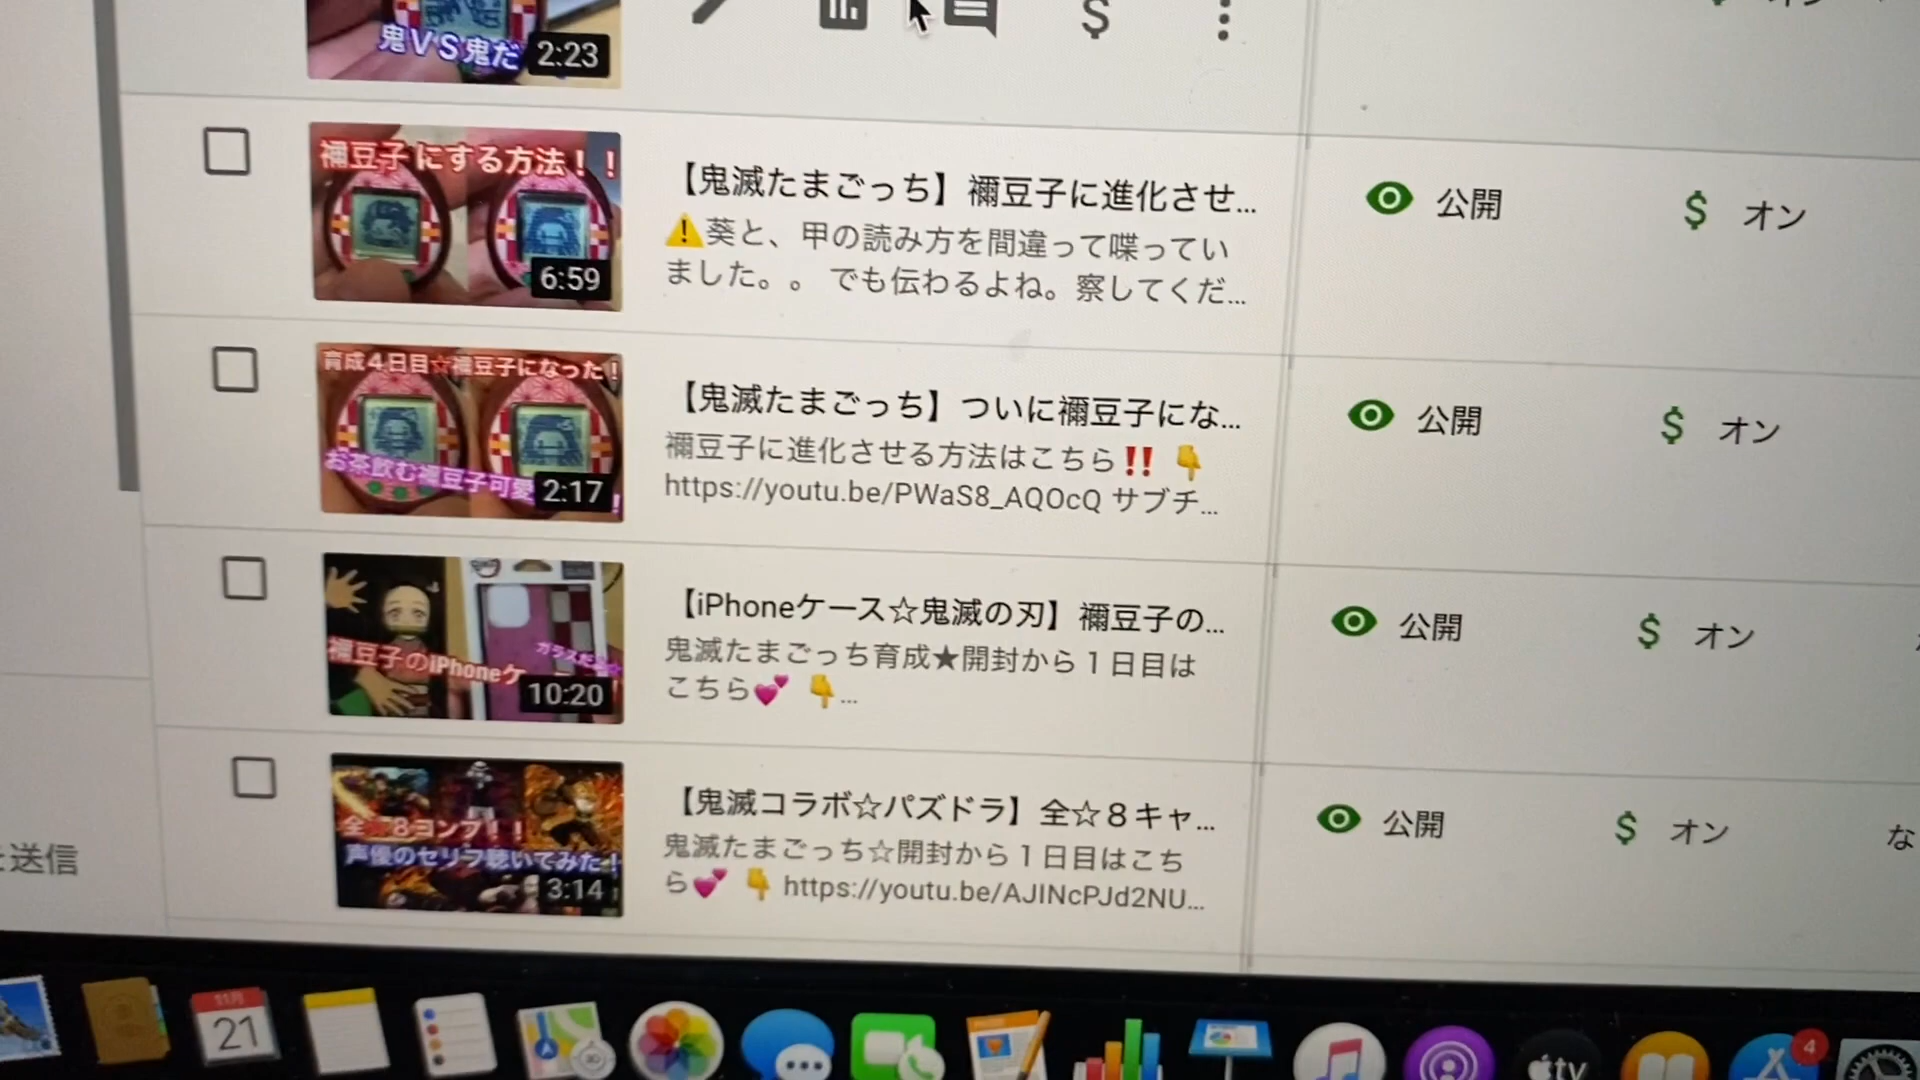 鬼VS鬼だ
2:23
禰豆子にする方法！！
6:59
【鬼滅たまごっち】禰豆子に進化させ...
⚠️葵と、甲の読み方を間違って喋ってい
ました。。 でも伝わるよね。察してくだ...
公開
$ オン
育成４日目☆禰豆子になった！
お茶飲む禰豆子可愛
2:17
【鬼滅たまごっち】ついに禰豆子にな...
禰豆子に進化させる方法はこちら‼️ 👇
https://youtu.be/PWaS8_AQOcQ サブチ...
公開
$ オン
禰豆子のiPhoneケ
10:20
【iPhoneケース☆鬼滅の刃】禰豆子の...
鬼滅たまごっち育成★開封から１日目は
こちら💕 👇...
公開
$ オン
全☆8コンプ！！
声優のセリフ聴いてみた！
3:14
【鬼滅コラボ☆パズドラ】全☆８キャ...
鬼滅たまごっち☆開封から１日目はこち
ら💕 👇 https://youtu.be/AJINcPJd2NU...
公開
$ オン
な
送信
11月
21
tv
4